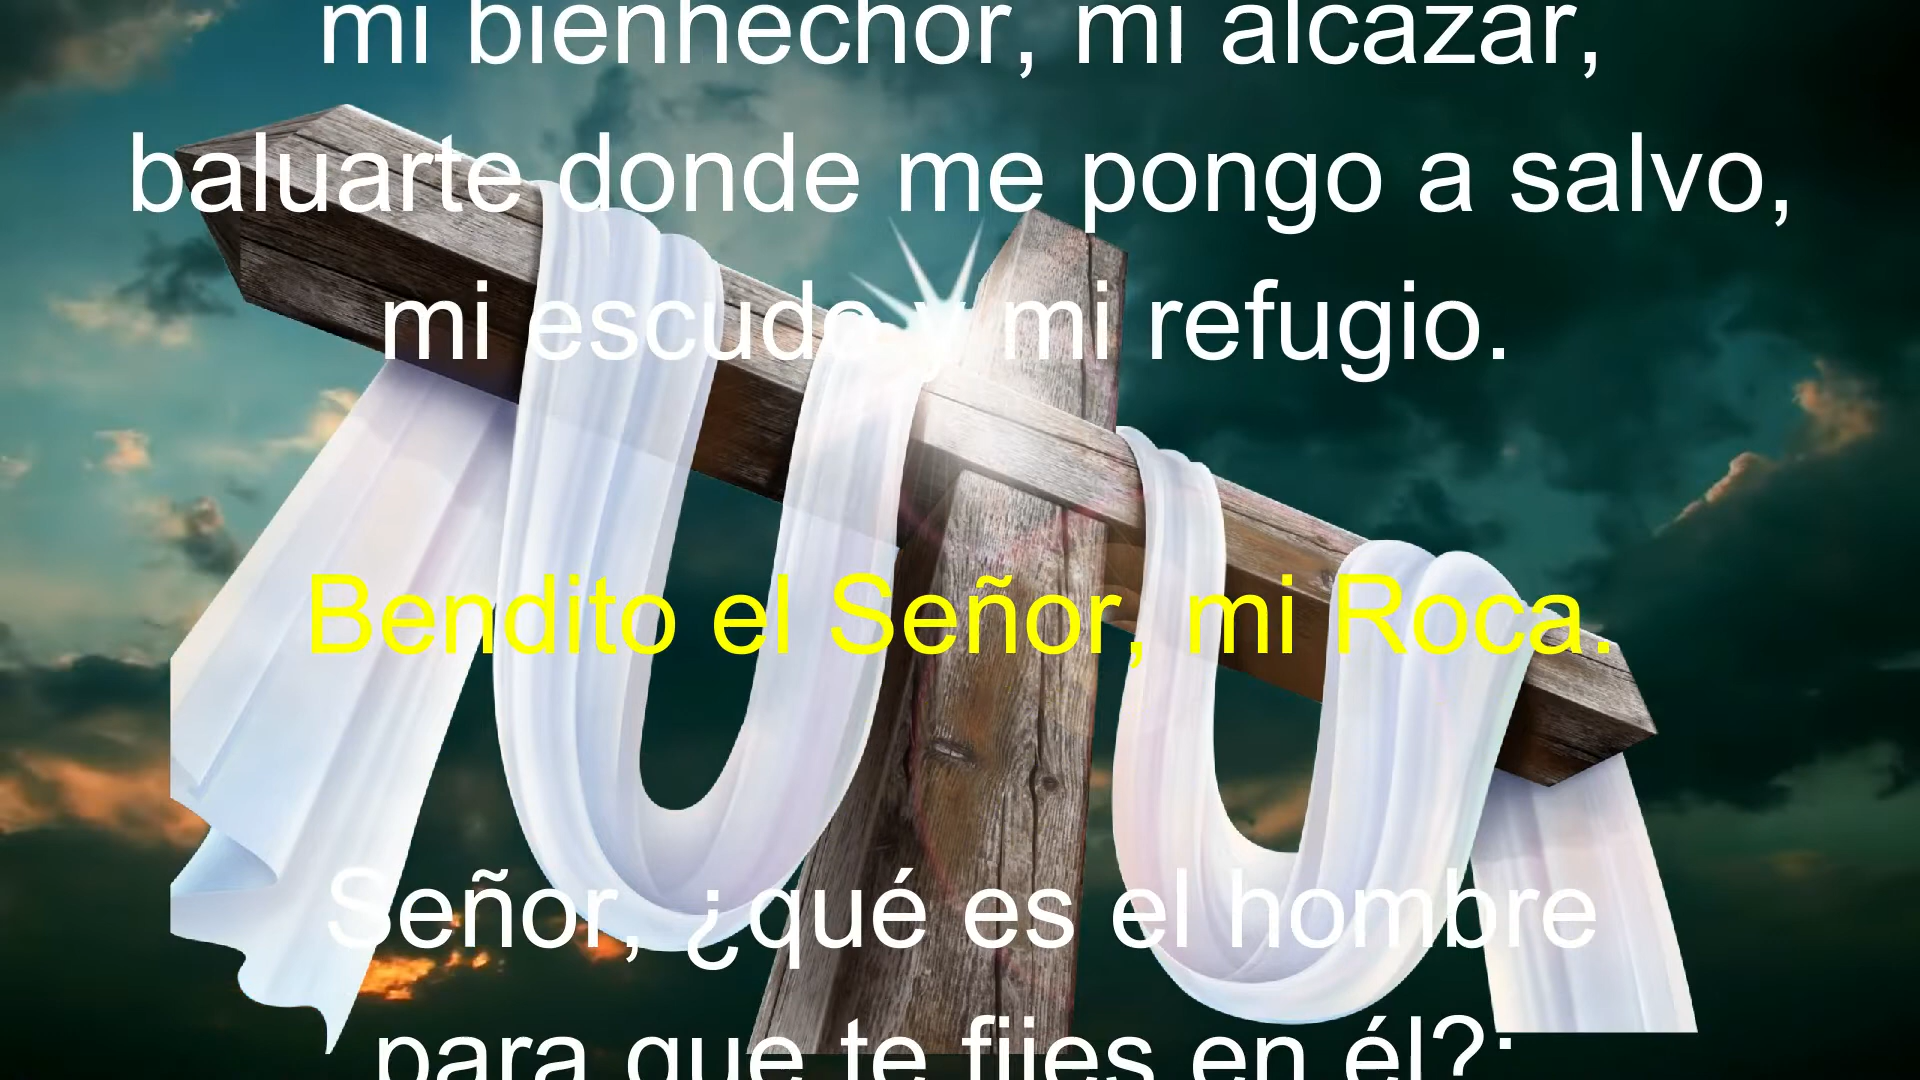 mi bienhechor, mi alcázar,
baluarte donde me pongo a salvo,
mi escudo y mi refugio.
Bendito el Señor, mi Roca.
Señor, ¿qué es el hombre
para que te fijes en él?;